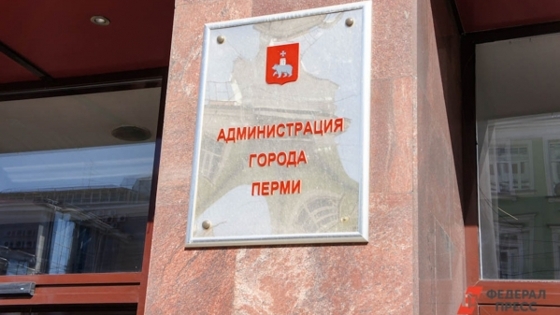 АДМИНИСТРАЦИЯ
ГОРОДА
ПЕРМИ
ФЕДЕРАЛ
ПРЕСС